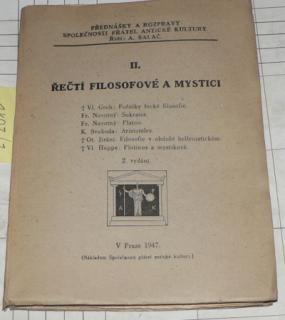 PŘEDNÁŠKY A ROZPRAVY
SPOLEČNOSTI PŘÁTEL ANTICKÉ KULTURY
Řídí: A. SALAČ.
II.
ŘEČTÍ FILOSOFOVÉ A MYSTICI
† Vl. Groh: Počátky řecké filosofie.
Fr. Novotný: Sokrates.
Fr. Novotný: Platon.
K. Svoboda: Aristoteles.
† Ot. Jiráni: Filosofie v období hellenistickém.
† Vl. Hoppe: Plotinos a mystikové.
2. vydání.
V Praze 1947.
(Nákladem Společnosti přátel antické kultury.)